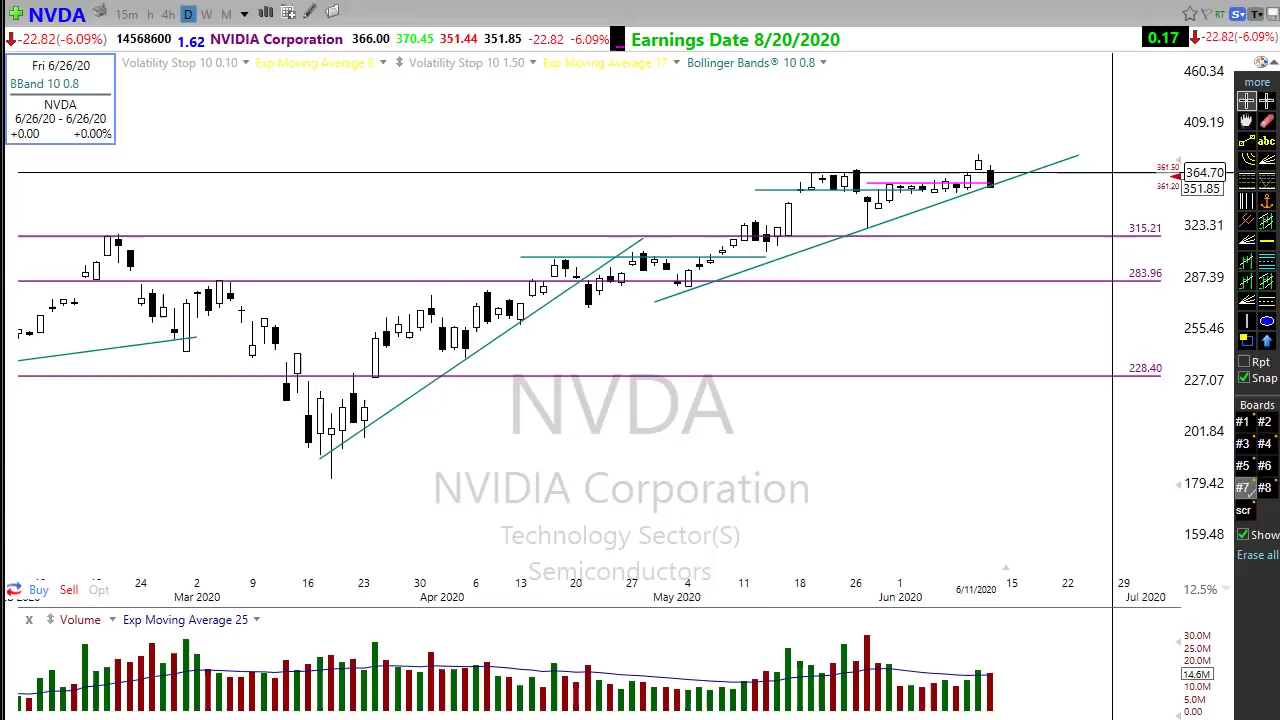 NVDA 15m h 4h D W M RT S T
-22.82(-6.09%) 14568600 1.62 NVIDIA Corporation 366.00 370.45 351.44 351.85 -22.82 -6.09% ... Earnings Date 8/20/2020 0.17 -22.82(-6.09%)
Volatility Stop 10 0.10 Exp Moving Average 8 Volatility Stop 10 1.50 Exp Moving Average 17 Bollinger Bands® 10 0.8
Fri 6/26/20
BBand 10 0.8
NVDA
6/26/20 - 6/26/20
+0.00 +0.00%
460.34
409.19
361.50
364.70
361.20
351.85
315.21
323.31
283.96
287.39
255.46
228.40
227.07
201.84
179.42
159.48
12.5%
NVDA
NVIDIA Corporation
Technology Sector(S)
Semiconductors
24 2 9 16 23 30 6 13 20 27 4 11 18 26 1 15 22 29
Mar 2020 Apr 2020 May 2020 Jun 2020 6/11/2020 Jul 2020
Buy Sell Opt
x Volume Exp Moving Average 25
30.0M
25.0M
20.0M
14.6M
10.0M
5.0M
0.00
more
abc
Rpt
Snap
Boards
#1 #2
#3 #4
#5 #6
#7 #8
scr
Show
Erase all